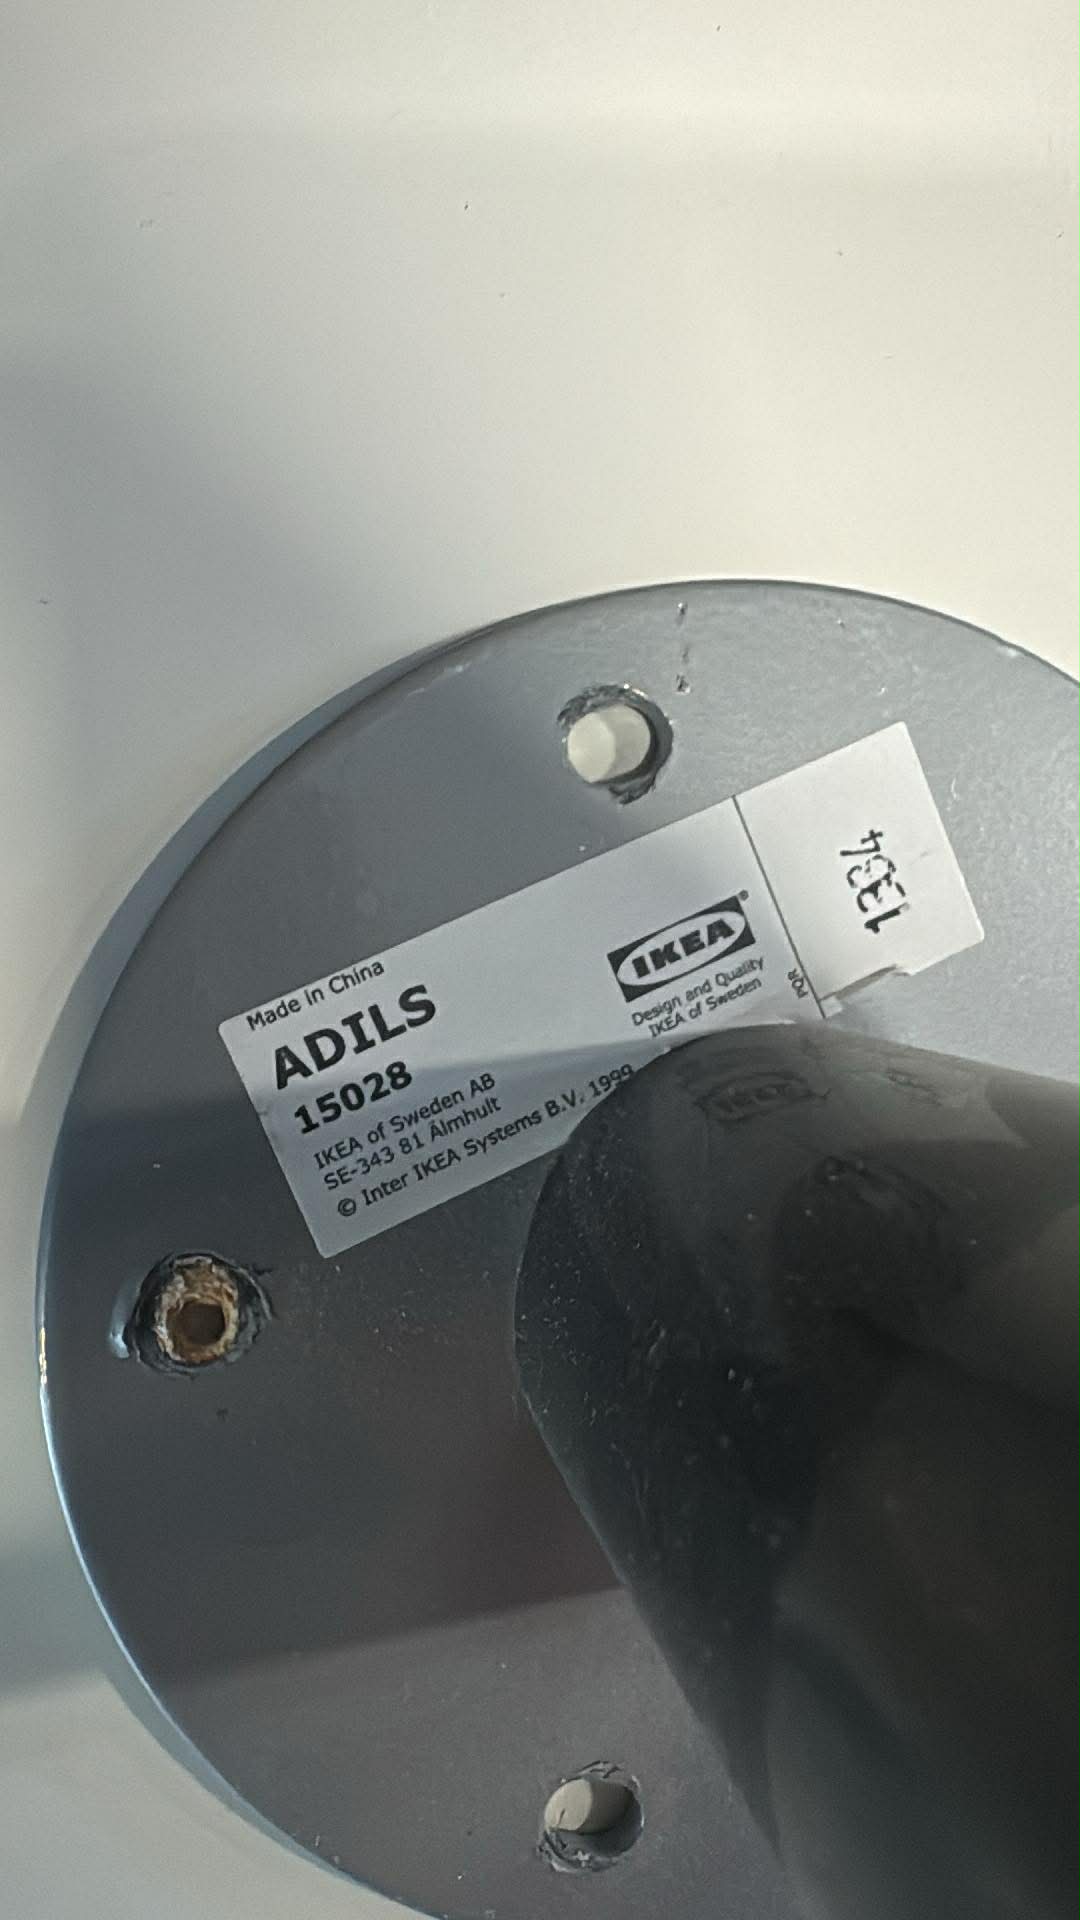 Made in China
ADILS
15028
IKEA of Sweden AB
SE-343 81 Älmhult
© Inter IKEA Systems B.V. 1999
IKEA®
Design and Quality
IKEA of Sweden
PQR
1334